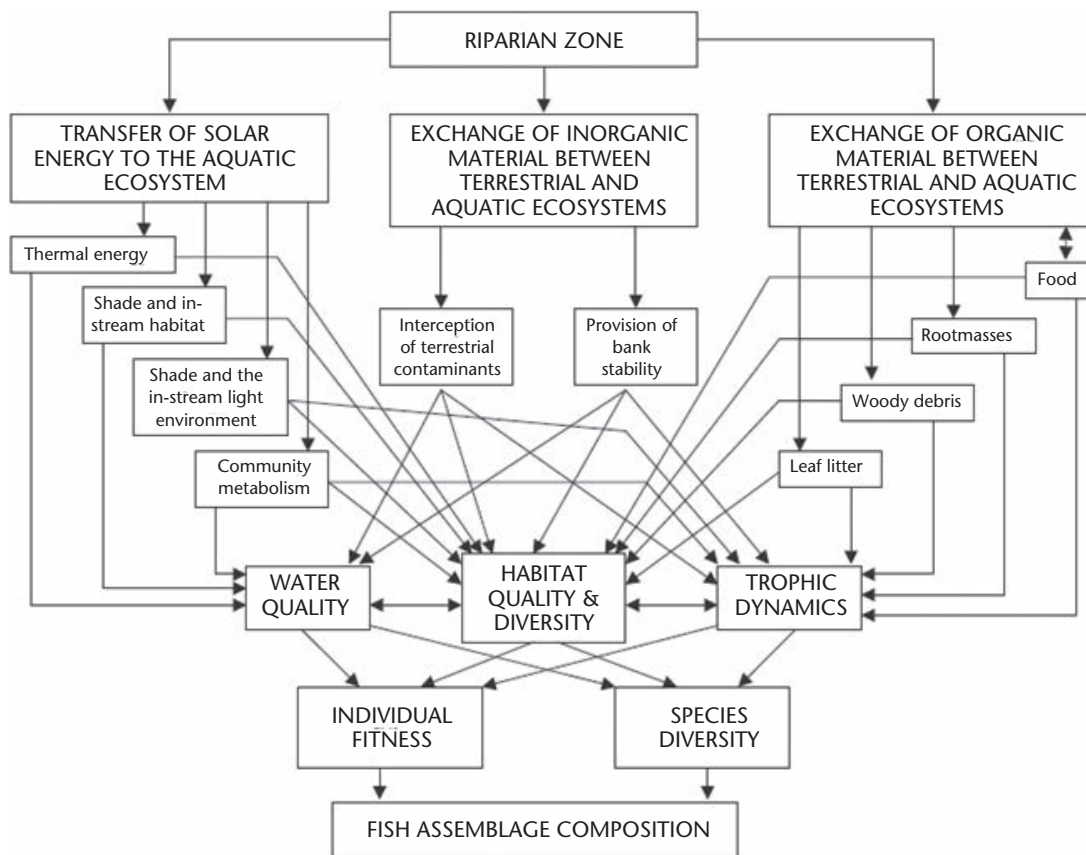 RIPARIAN ZONE
TRANSFER OF SOLAR
ENERGY TO THE AQUATIC
ECOSYSTEM
EXCHANGE OF INORGANIC
MATERIAL BETWEEN
TERRESTRIAL AND
AQUATIC ECOSYSTEMS
EXCHANGE OF ORGANIC
MATERIAL BETWEEN
TERRESTRIAL AND AQUATIC
ECOSYSTEMS
Thermal energy
Shade and in-
stream habitat
Shade and the
in-stream light
environment
Community
metabolism
Interception
of terrestrial
contaminants
Provision of
bank
stability
Food
Rootmasses
Woody debris
Leaf litter
WATER
QUALITY
HABITAT
QUALITY &
DIVERSITY
TROPHIC
DYNAMICS
INDIVIDUAL
FITNESS
SPECIES
DIVERSITY
FISH ASSEMBLAGE COMPOSITION